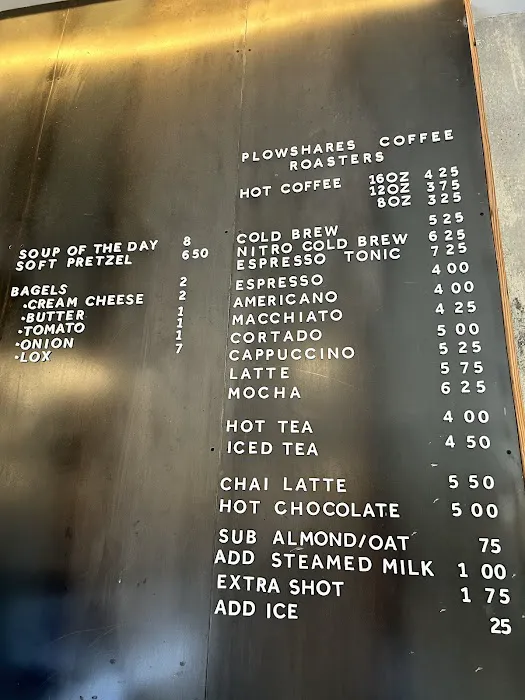 SOUP OF THE DAY 8
SOFT PRETZEL 6 50
BAGELS 2
•CREAM CHEESE 2
•BUTTER 1
•TOMATO 1
•ONION 1
•LOX 7
PLOWSHARES COFFEE
ROASTERS
HOT COFFEE 16OZ 4 25
12OZ 3 75
8OZ 3 25
COLD BREW 5 25
NITRO COLD BREW 6 25
ESPRESSO TONIC 7 25
ESPRESSO 4 00
AMERICANO 4 00
MACCHIATO 4 25
CORTADO 5 00
CAPPUCCINO 5 25
LATTE 5 75
MOCHA 6 25
HOT TEA 4 00
ICED TEA 4 50
CHAI LATTE 5 50
HOT CHOCOLATE 5 00
SUB ALMOND/OAT 75
ADD STEAMED MILK 1 00
EXTRA SHOT 1 75
ADD ICE 25